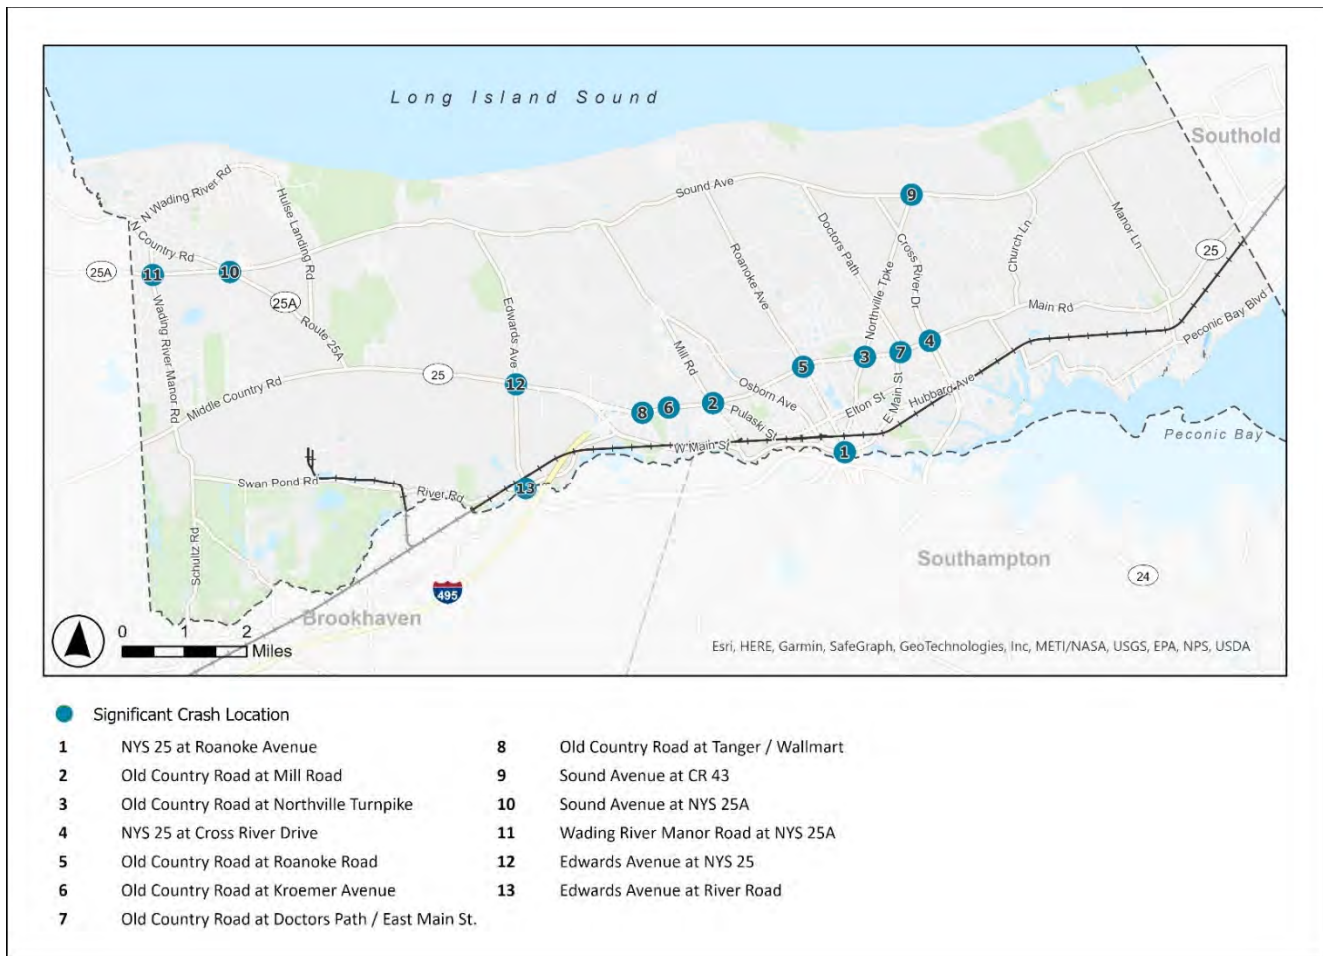 Long Island Sound
Southold
N Wading River Rd
Hulse Landing Rd
Sound Ave
N Country Rd
25A
11
10
25A
Route 25A
Wading River Manor Rd
Edwards Ave
Roanoke Ave
Doctors Path
9
Cross River Dr
Northville Tpke
Church Ln
Manor Ln
25
Main Rd
Peconic Bay Blvd
Middle Country Rd
25
12
Mill Rd
Osborn Ave
Pulaski St
5
3
7
4
8
6
2
Elton St
E Main St
Hubbard Ave
W Main St
1
Peconic Bay
Swan Pond Rd
River Rd
13
Schultz Rd
495
Brookhaven
Southampton
24
0 1 2
Miles
Esri, HERE, Garmin, SafeGraph, GeoTechnologies, Inc, METI/NASA, USGS, EPA, NPS, USDA
Significant Crash Location
1 NYS 25 at Roanoke Avenue
2 Old Country Road at Mill Road
3 Old Country Road at Northville Turnpike
4 NYS 25 at Cross River Drive
5 Old Country Road at Roanoke Road
6 Old Country Road at Kroemer Avenue
7 Old Country Road at Doctors Path / East Main St.
8 Old Country Road at Tanger / Wallmart
9 Sound Avenue at CR 43
10 Sound Avenue at NYS 25A
11 Wading River Manor Road at NYS 25A
12 Edwards Avenue at NYS 25
13 Edwards Avenue at River Road